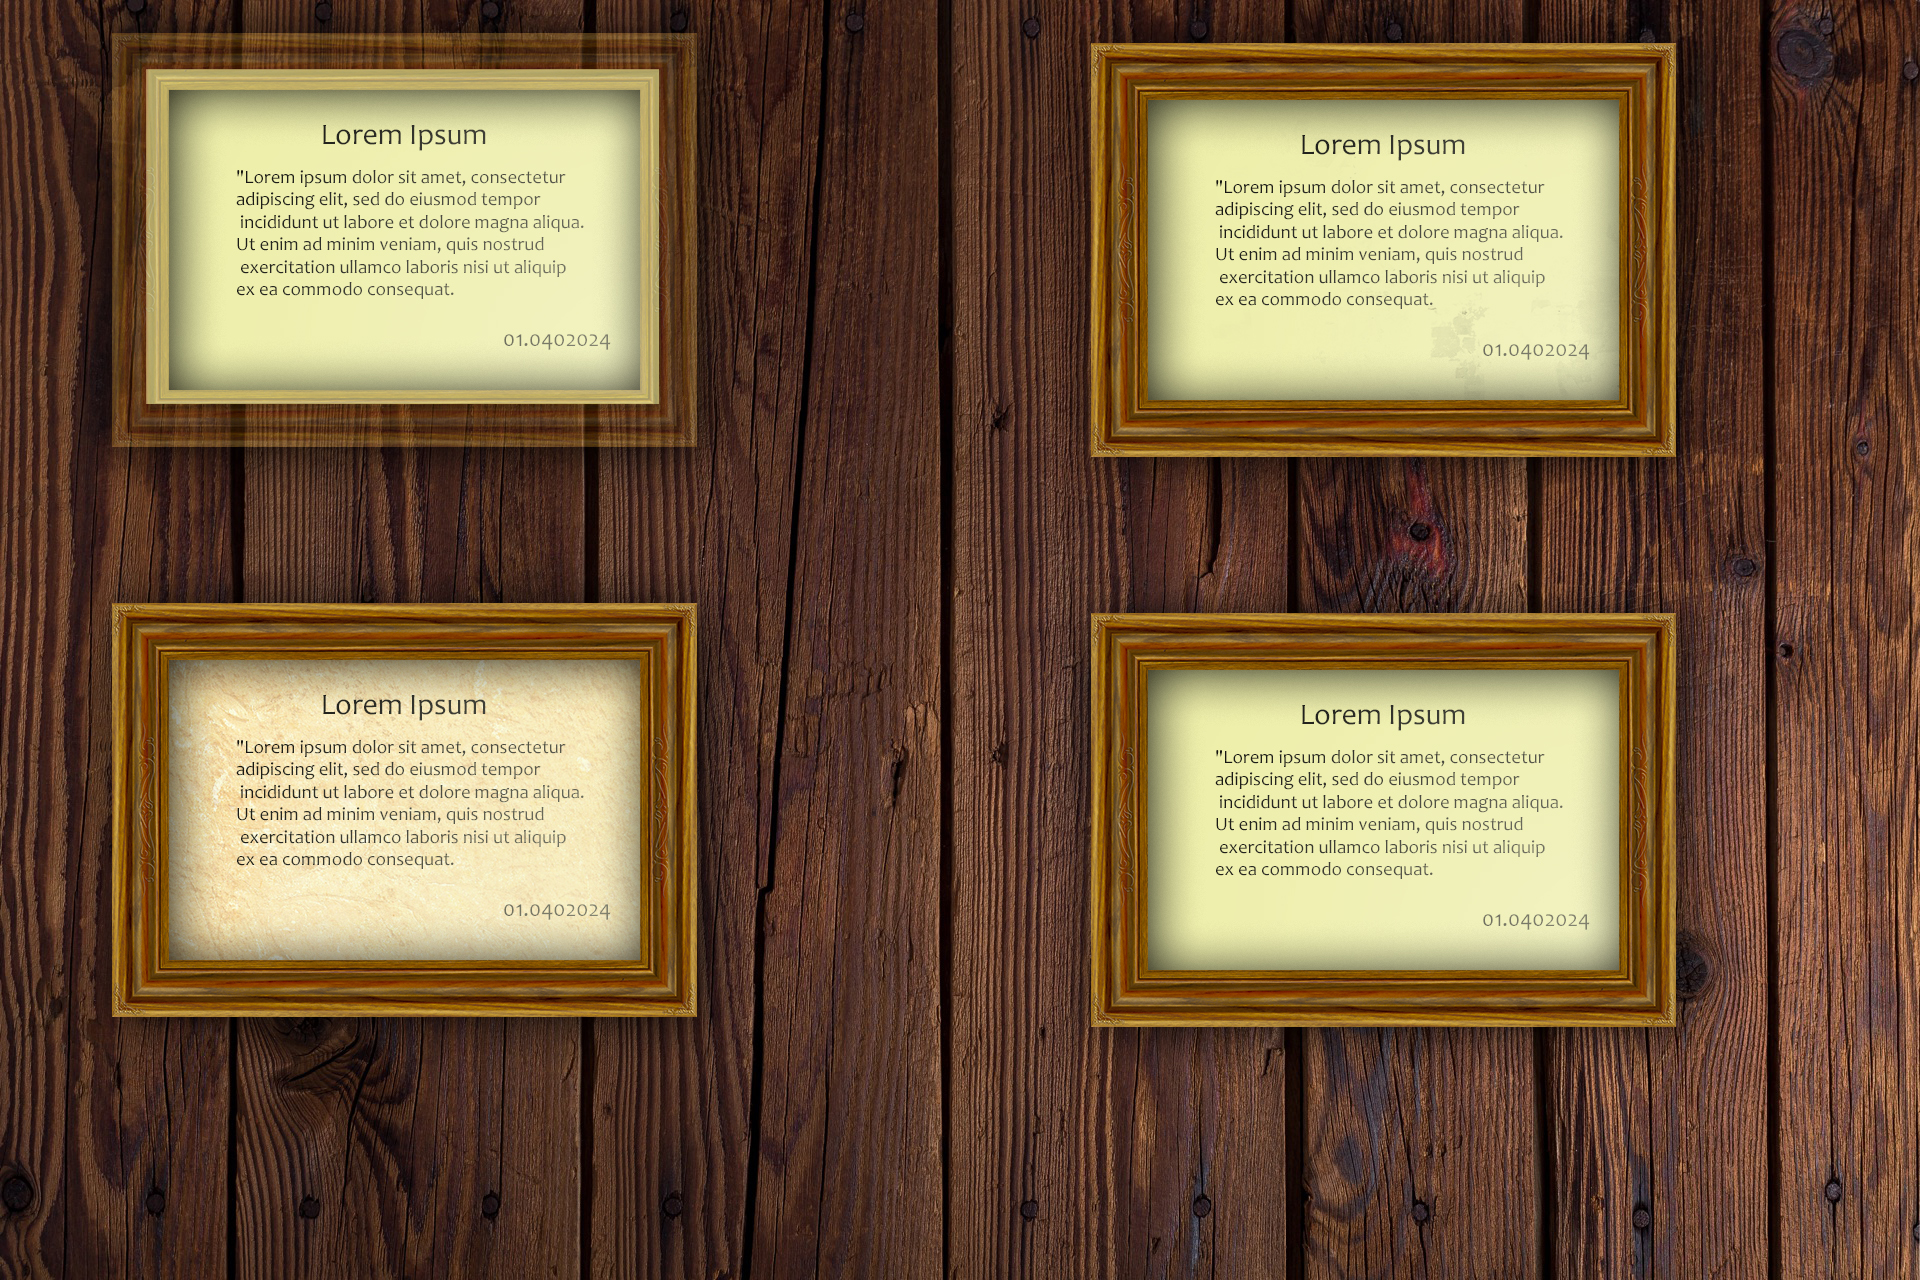 Lorem Ipsum
"Lorem ipsum dolor sit amet, consectetur
adipiscing elit, sed do eiusmod tempor
incididunt ut labore et dolore magna aliqua.
Ut enim ad minim veniam, quis nostrud
exercitation ullamco laboris nisi ut aliquip
ex ea commodo consequat.
01.0402024
Lorem Ipsum
"Lorem ipsum dolor sit amet, consectetur
adipiscing elit, sed do eiusmod tempor
incididunt ut labore et dolore magna aliqua.
Ut enim ad minim veniam, quis nostrud
exercitation ullamco laboris nisi ut aliquip
ex ea commodo consequat.
01.0402024
Lorem Ipsum
"Lorem ipsum dolor sit amet, consectetur
adipiscing elit, sed do eiusmod tempor
incididunt ut labore et dolore magna aliqua.
Ut enim ad minim veniam, quis nostrud
exercitation ullamco laboris nisi ut aliquip
ex ea commodo consequat.
01.0402024
Lorem Ipsum
"Lorem ipsum dolor sit amet, consectetur
adipiscing elit, sed do eiusmod tempor
incididunt ut labore et dolore magna aliqua.
Ut enim ad minim veniam, quis nostrud
exercitation ullamco laboris nisi ut aliquip
ex ea commodo consequat.
01.0402024